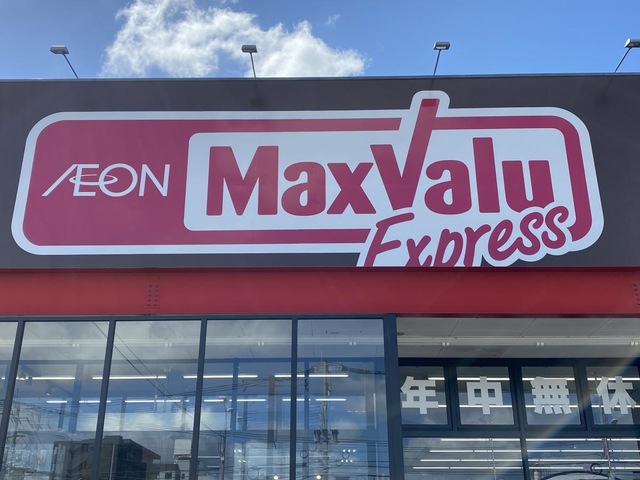 ÆON
MaxValu
Express
年中無休